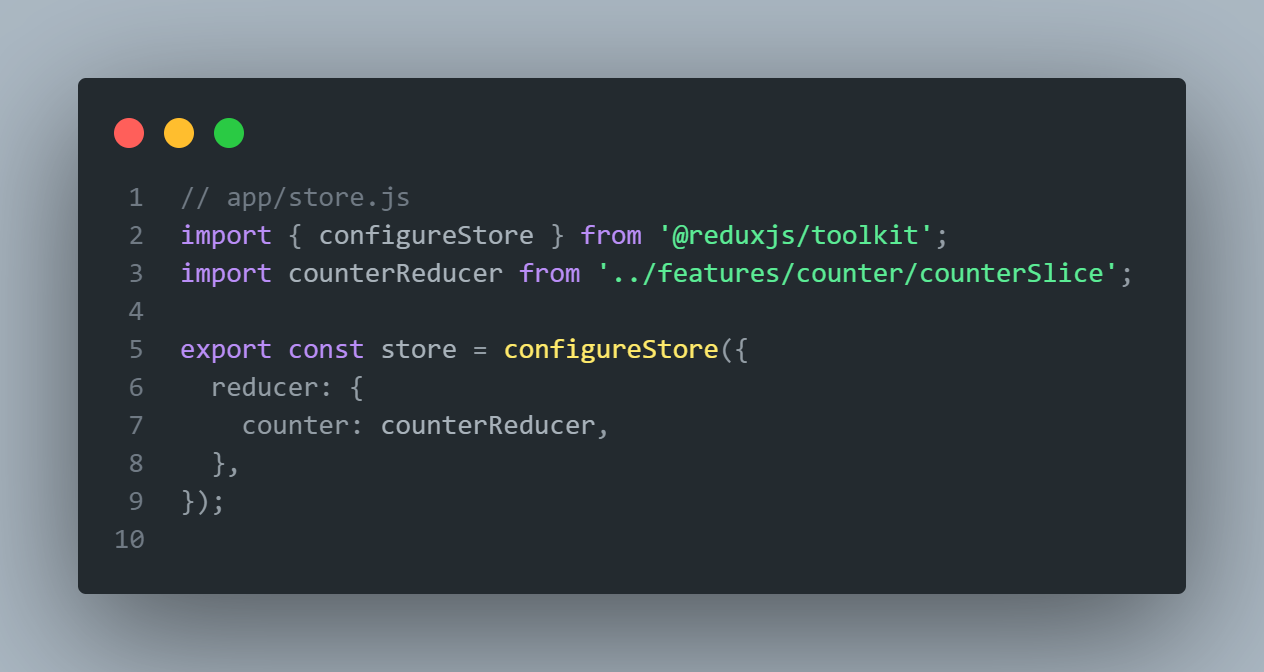 1 // app/store.js
2 import { configureStore } from '@reduxjs/toolkit';
3 import counterReducer from '../features/counter/counterSlice';
4
5 export const store = configureStore({
6   reducer: {
7     counter: counterReducer,
8   },
9 });
10